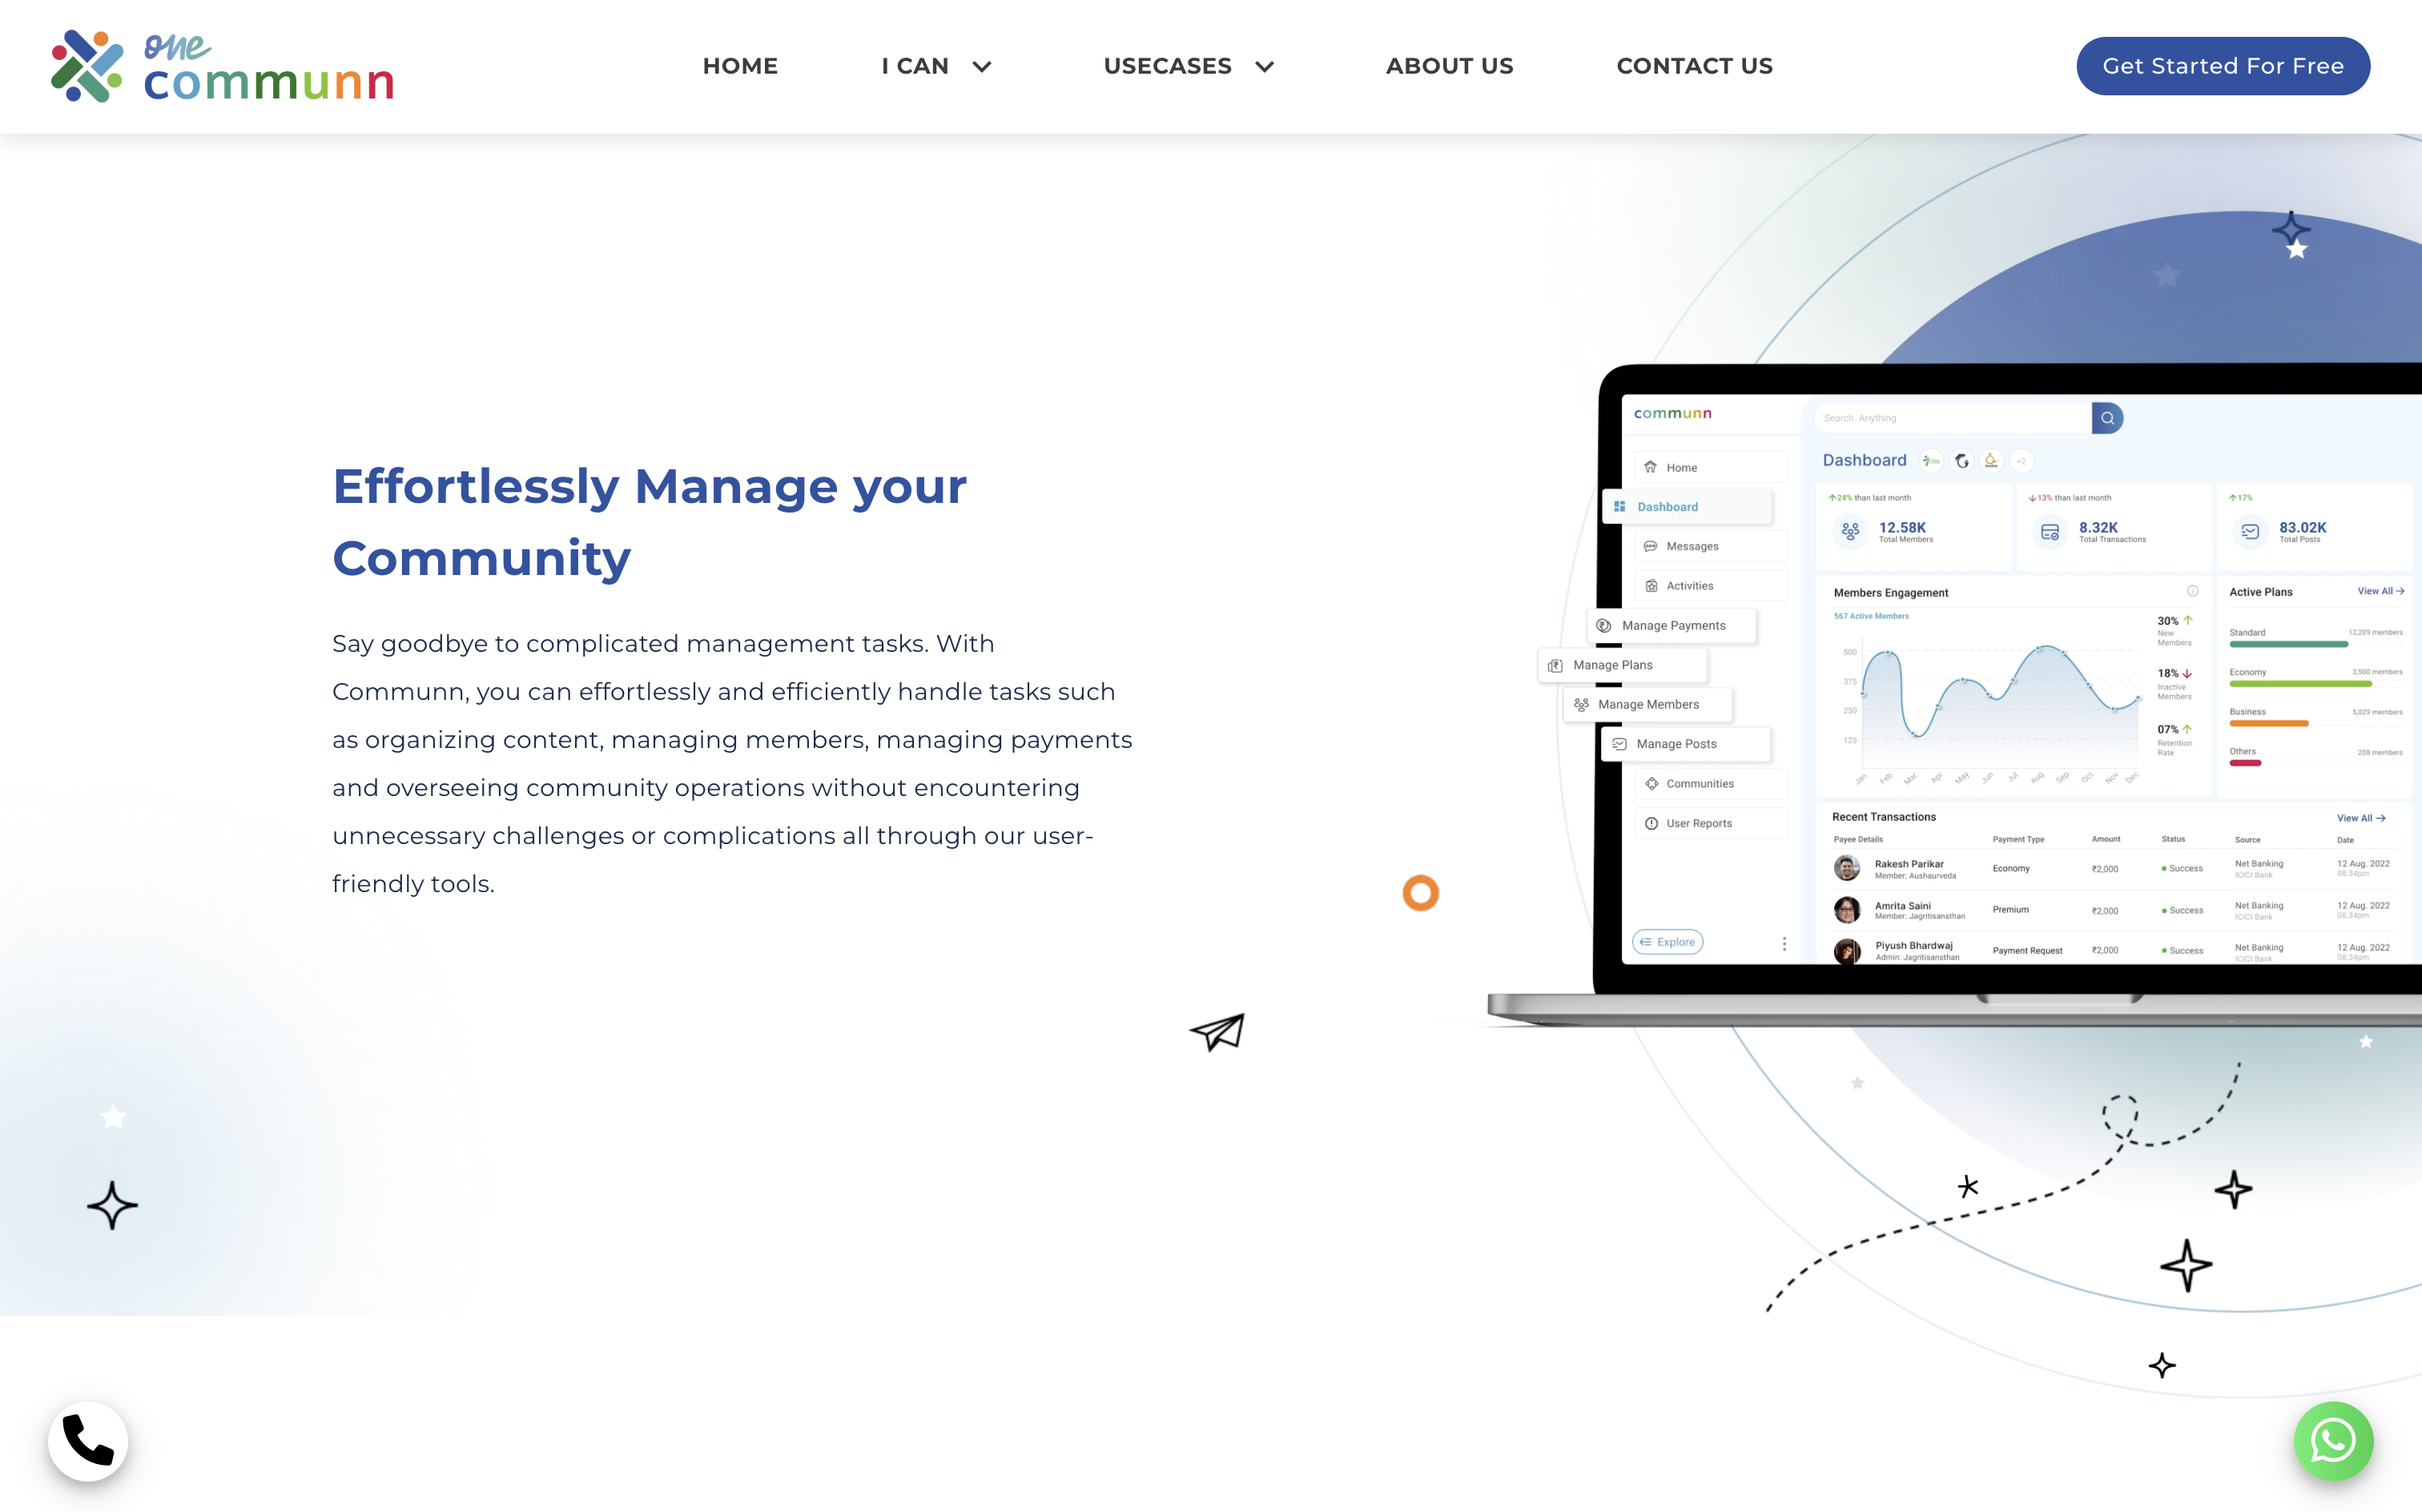 one
communn
HOME
I CAN
USECASES
ABOUT US
CONTACT US
Get Started For Free
Effortlessly Manage your
Community
Say goodbye to complicated management tasks. With
Communn, you can effortlessly and efficiently handle tasks such
as organizing content, managing members, managing payments
and overseeing community operations without encountering
unnecessary challenges or complications all through our user-
friendly tools.
communn
Home
Dashboard
Messages
Activities
Manage Payments
Manage Plans
Manage Members
Manage Posts
Communities
User Reports
Explore
Search Anything
Dashboard
+2
24% than last month
12.58K
Total Members
13% than last month
8.32K
Total Transactions
17%
83.02K
Total Posts
Members Engagement
567 Active Members
500
375
250
125
Jan Feb Mar Apr May Jun Jul Aug Sep Oct Nov Dec
30%
New
Members
18%
Inactive
Members
07%
Retention
Rate
Active Plans View All
Standard 12,209 members
Economy 3,500 members
Business 5,029 members
Others 208 members
Recent Transactions View All
Payee Details Payment Type Amount Status Source Date
Rakesh Parikar Economy ₹2,000 Success Net Banking 12 Aug. 2022
Member: Aushaurveda ICICI Bank 08:34pm
Amrita Saini Premium ₹2,000 Success Net Banking 12 Aug. 2022
Member: Jagritisansthan ICICI Bank 08:34pm
Piyush Bhardwaj Payment Request ₹2,000 Success Net Banking 12 Aug. 2022
Admin: Jagritisansthan ICICI Bank 08:34pm